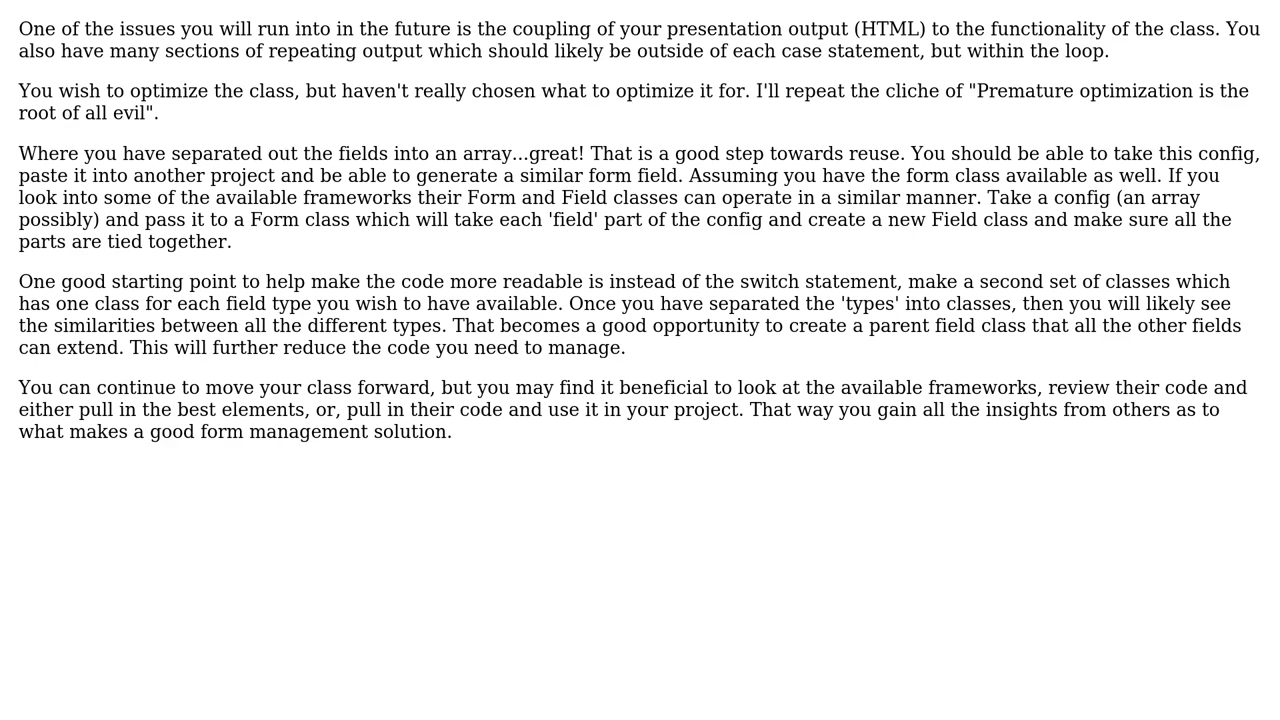 One of the issues you will run into in the future is the coupling of your presentation output (HTML) to the functionality of the class. You
also have many sections of repeating output which should likely be outside of each case statement, but within the loop.
You wish to optimize the class, but haven't really chosen what to optimize it for. I'll repeat the cliche of "Premature optimization is the
root of all evil".
Where you have separated out the fields into an array...great! That is a good step towards reuse. You should be able to take this config,
paste it into another project and be able to generate a similar form field. Assuming you have the form class available as well. If you
look into some of the available frameworks their Form and Field classes can operate in a similar manner. Take a config (an array
possibly) and pass it to a Form class which will take each 'field' part of the config and create a new Field class and make sure all the
parts are tied together.
One good starting point to help make the code more readable is instead of the switch statement, make a second set of classes which
has one class for each field type you wish to have available. Once you have separated the 'types' into classes, then you will likely see
the similarities between all the different types. That becomes a good opportunity to create a parent field class that all the other fields
can extend. This will further reduce the code you need to manage.
You can continue to move your class forward, but you may find it beneficial to look at the available frameworks, review their code and
either pull in the best elements, or, pull in their code and use it in your project. That way you gain all the insights from others as to
what makes a good form management solution.